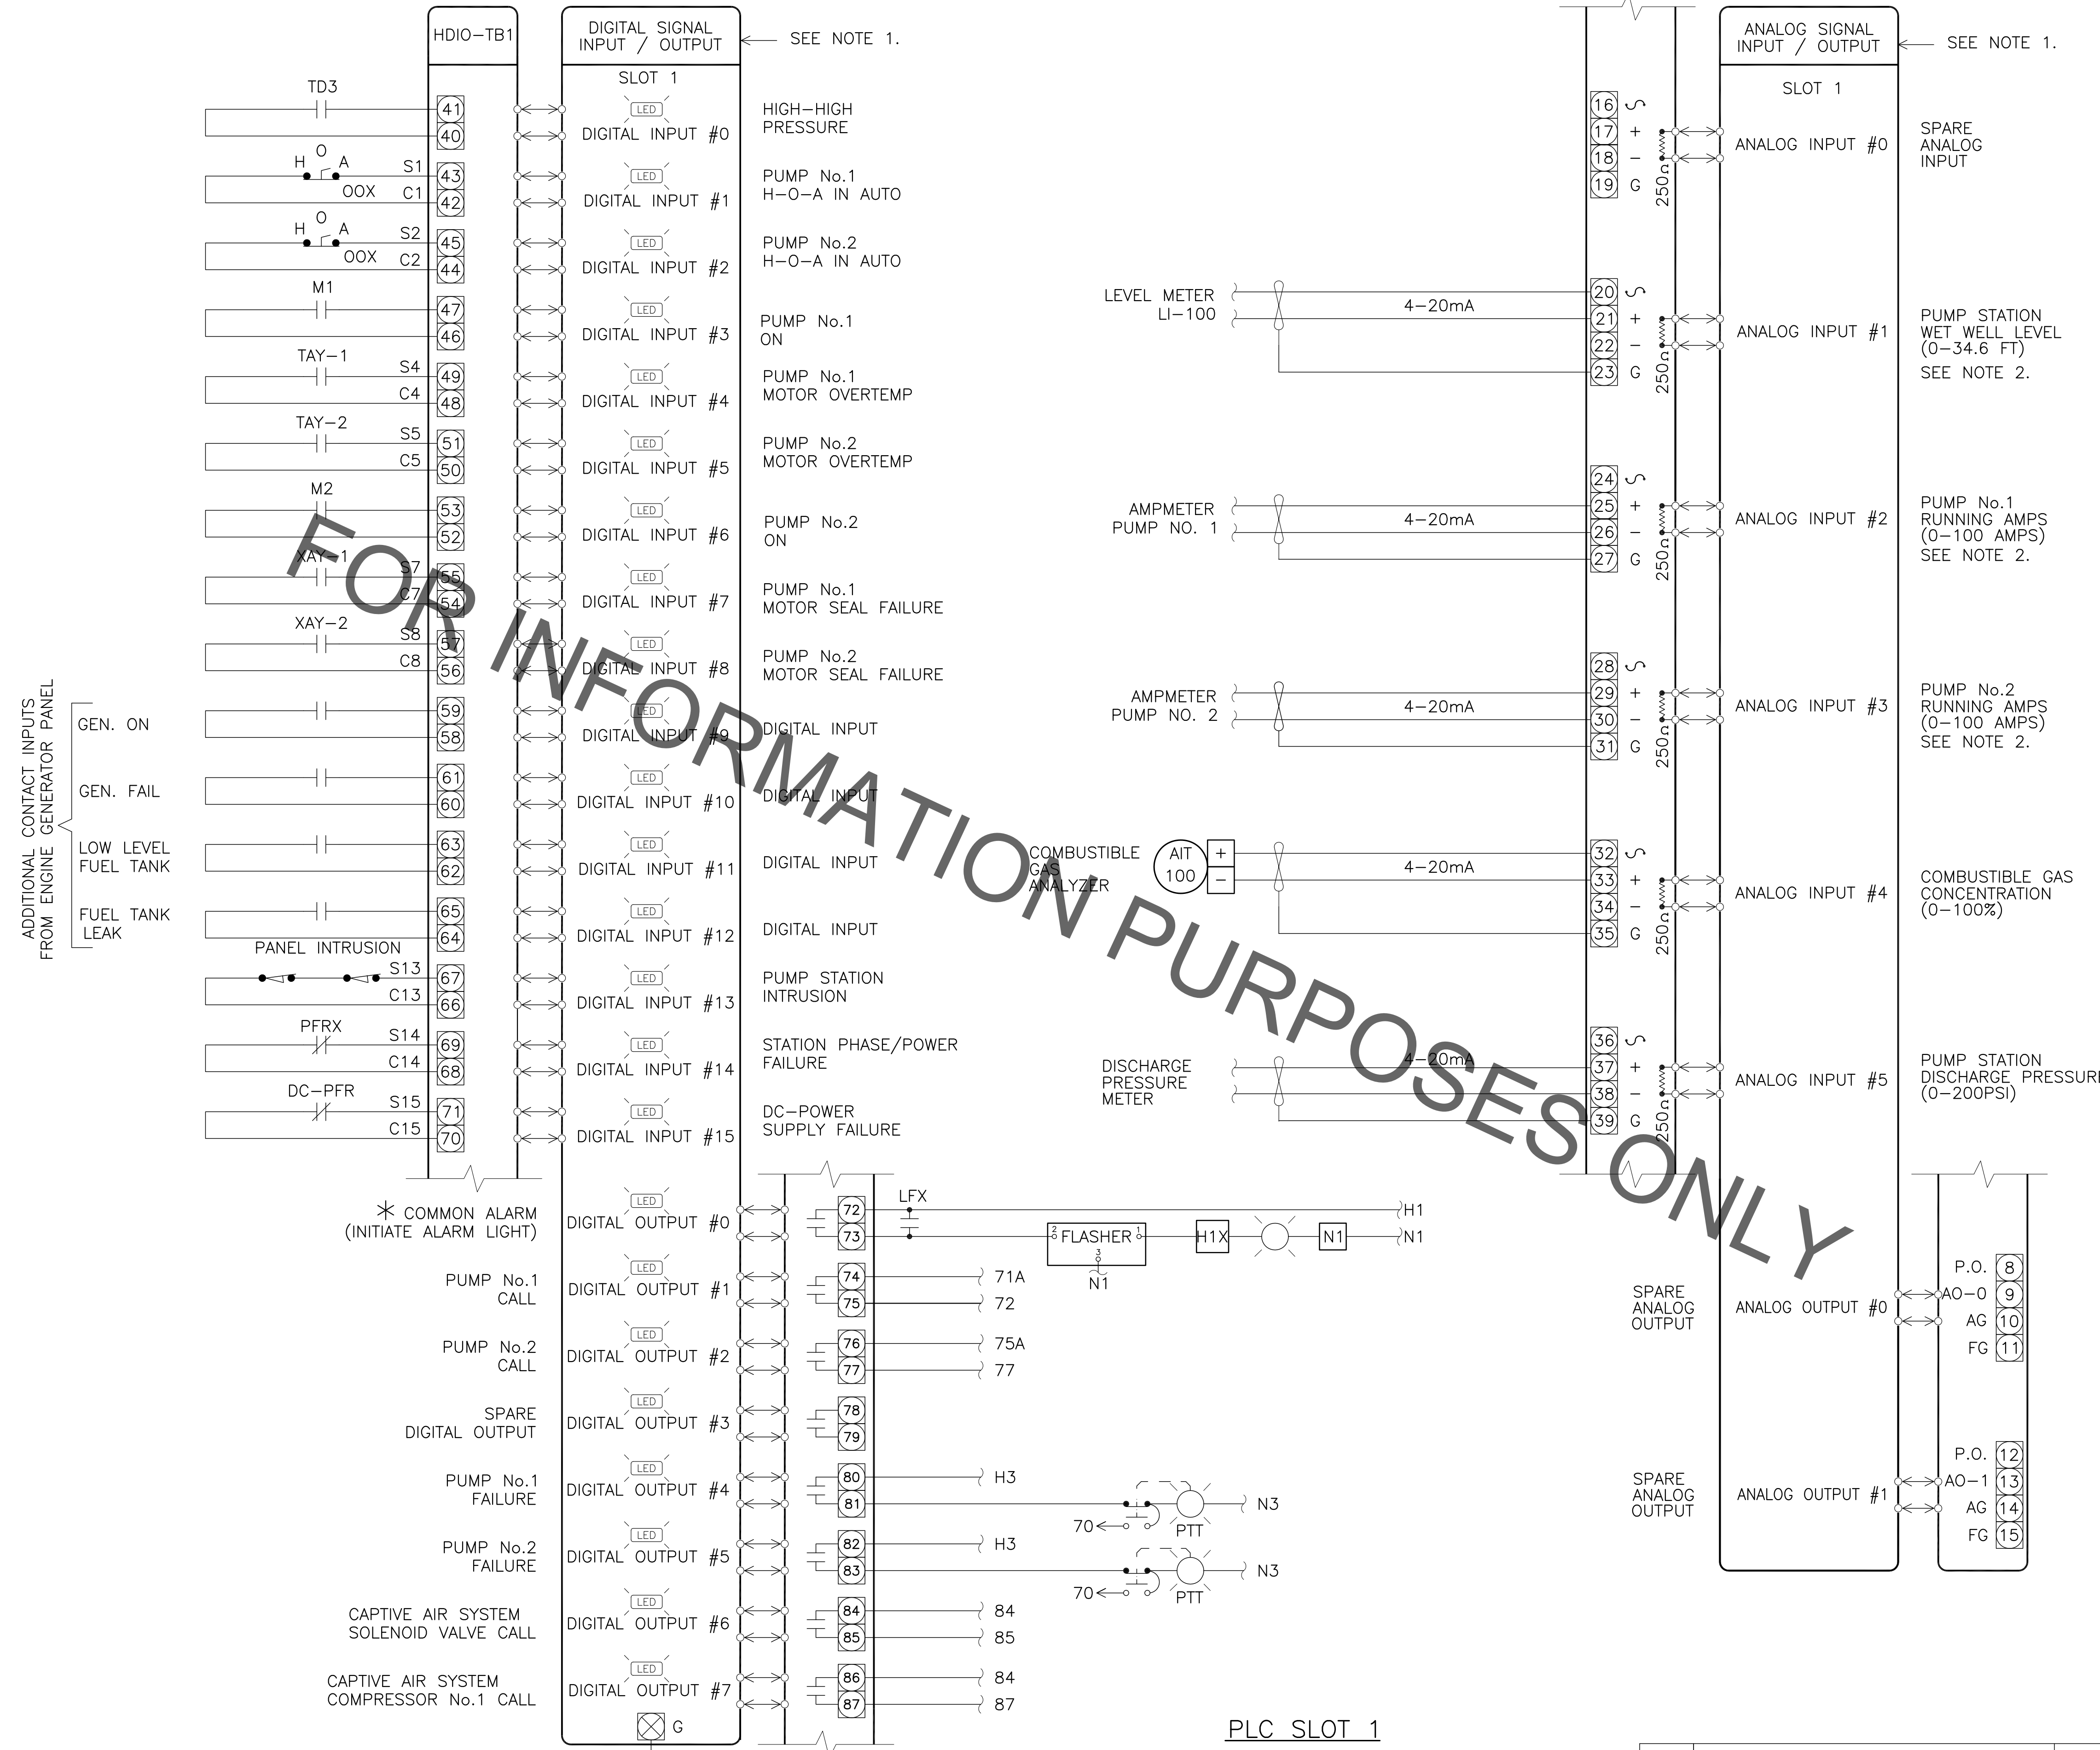 HDIO-TB1
DIGITAL SIGNAL
INPUT / OUTPUT
SEE NOTE 1.
SLOT 1
TD3
41
40
LED
DIGITAL INPUT #0
HIGH-HIGH
PRESSURE
H O A
OOX
S1
C1
43
42
LED
DIGITAL INPUT #1
PUMP No.1
H-O-A IN AUTO
H O A
OOX
S2
C2
45
44
LED
DIGITAL INPUT #2
PUMP No.2
H-O-A IN AUTO
M1
47
46
LED
DIGITAL INPUT #3
PUMP No.1
ON
TAY-1
S4
C4
49
48
LED
DIGITAL INPUT #4
PUMP No.1
MOTOR OVERTEMP
TAY-2
S5
C5
51
50
LED
DIGITAL INPUT #5
PUMP No.2
MOTOR OVERTEMP
M2
53
52
LED
DIGITAL INPUT #6
PUMP No.2
ON
XAY-1
S7
C7
55
54
LED
DIGITAL INPUT #7
PUMP No.1
MOTOR SEAL FAILURE
XAY-2
S8
C8
57
56
LED
DIGITAL INPUT #8
PUMP No.2
MOTOR SEAL FAILURE
ADDITIONAL CONTACT INPUTS
FROM ENGINE GENERATOR PANEL
GEN. ON
59
58
LED
DIGITAL INPUT #9
DIGITAL INPUT
GEN. FAIL
61
60
LED
DIGITAL INPUT #10
DIGITAL INPUT
LOW LEVEL
FUEL TANK
63
62
LED
DIGITAL INPUT #11
DIGITAL INPUT
FUEL TANK
LEAK
65
64
LED
DIGITAL INPUT #12
DIGITAL INPUT
PANEL INTRUSION
S13
C13
67
66
LED
DIGITAL INPUT #13
PUMP STATION
INTRUSION
PFRX
S14
C14
69
68
LED
DIGITAL INPUT #14
STATION PHASE/POWER
FAILURE
DC-PFR
S15
C15
71
70
LED
DIGITAL INPUT #15
DC-POWER
SUPPLY FAILURE
* COMMON ALARM
(INITIATE ALARM LIGHT)
LED
DIGITAL OUTPUT #0
72
73
LFX
H1
2 FLASHER 1
3
N1
H1X
N1
N1
PUMP No.1
CALL
LED
DIGITAL OUTPUT #1
74
75
71A
72
PUMP No.2
CALL
LED
DIGITAL OUTPUT #2
76
77
75A
77
SPARE
DIGITAL OUTPUT
LED
DIGITAL OUTPUT #3
78
79
PUMP No.1
FAILURE
LED
DIGITAL OUTPUT #4
80
81
H3
N3
70
PTT
PUMP No.2
FAILURE
LED
DIGITAL OUTPUT #5
82
83
H3
N3
70
PTT
CAPTIVE AIR SYSTEM
SOLENOID VALVE CALL
LED
DIGITAL OUTPUT #6
84
85
84
85
CAPTIVE AIR SYSTEM
COMPRESSOR No.1 CALL
LED
DIGITAL OUTPUT #7
86
87
84
87
G
ANALOG SIGNAL
INPUT / OUTPUT
SEE NOTE 1.
SLOT 1
16
17 +
18 -
19 G
250Ω
ANALOG INPUT #0
SPARE
ANALOG
INPUT
LEVEL METER
LI-100
4-20mA
20
21 +
22 -
23 G
250Ω
ANALOG INPUT #1
PUMP STATION
WET WELL LEVEL
(0-34.6 FT)
SEE NOTE 2.
AMPMETER
PUMP NO. 1
4-20mA
24
25 +
26 -
27 G
250Ω
ANALOG INPUT #2
PUMP No.1
RUNNING AMPS
(0-100 AMPS)
SEE NOTE 2.
AMPMETER
PUMP NO. 2
4-20mA
28
29 +
30 -
31 G
250Ω
ANALOG INPUT #3
PUMP No.2
RUNNING AMPS
(0-100 AMPS)
SEE NOTE 2.
COMBUSTIBLE
GAS
ANALYZER
AIT
100
+
-
4-20mA
32
33 +
34 -
35 G
250Ω
ANALOG INPUT #4
COMBUSTIBLE GAS
CONCENTRATION
(0-100%)
DISCHARGE
PRESSURE
METER
4-20mA
36
37 +
38 -
39 G
250Ω
ANALOG INPUT #5
PUMP STATION
DISCHARGE PRESSURE
(0-200PSI)
SPARE
ANALOG
OUTPUT
ANALOG OUTPUT #0
P.O. 8
AO-0 9
AG 10
FG 11
SPARE
ANALOG
OUTPUT
ANALOG OUTPUT #1
P.O. 12
AO-1 13
AG 14
FG 15
PLC SLOT 1
FOR INFORMATION PURPOSES ONLY